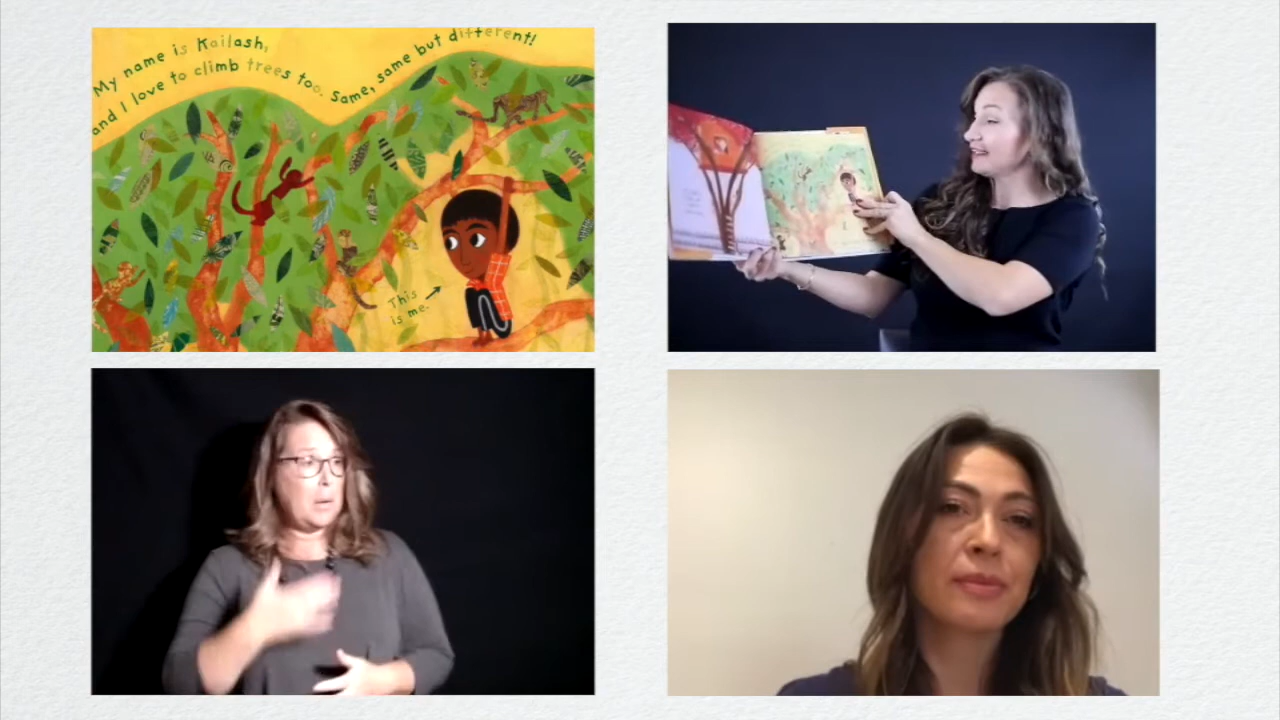 My name is Kailash,
and I love to climb trees too. Same, same but different!
This
is me.